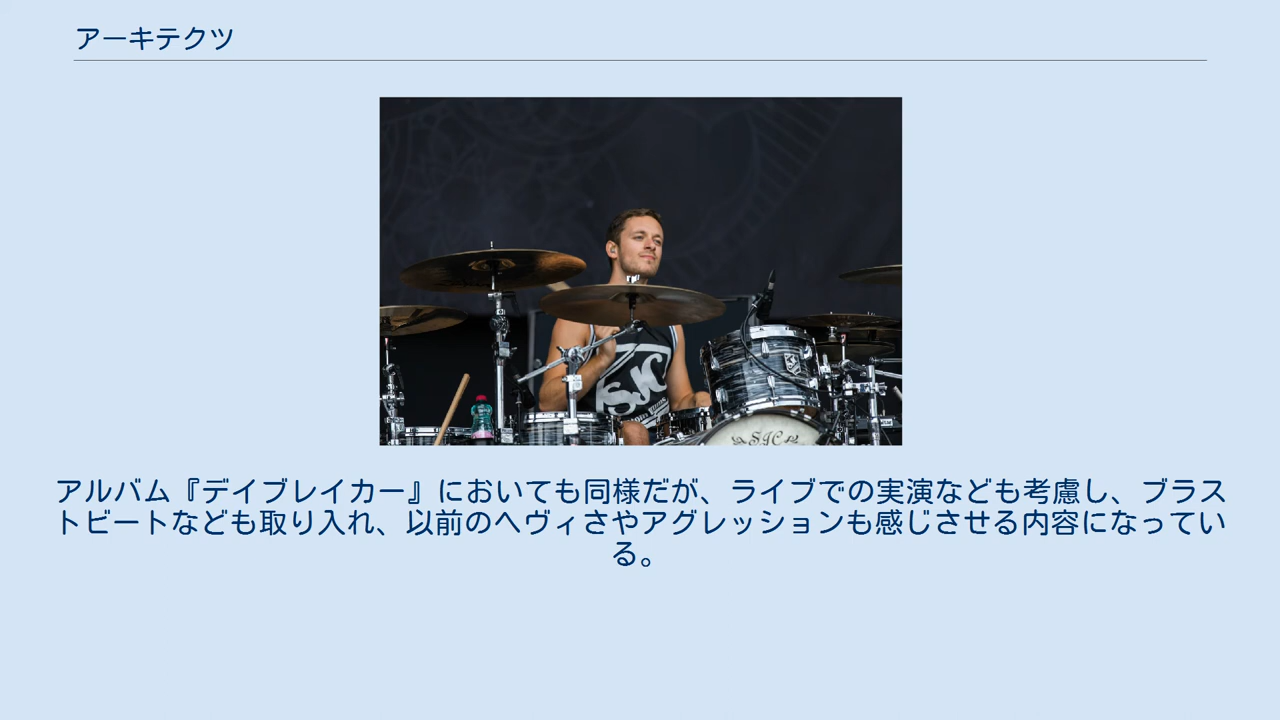 アーキテクツ
SJC
SJC
アルバム『デイブレイカー』においても同様だが、ライブでの実演なども考慮し、ブラス
トビートなども取り入れ、以前のヘヴィさやアグレッションも感じさせる内容になってい
る。